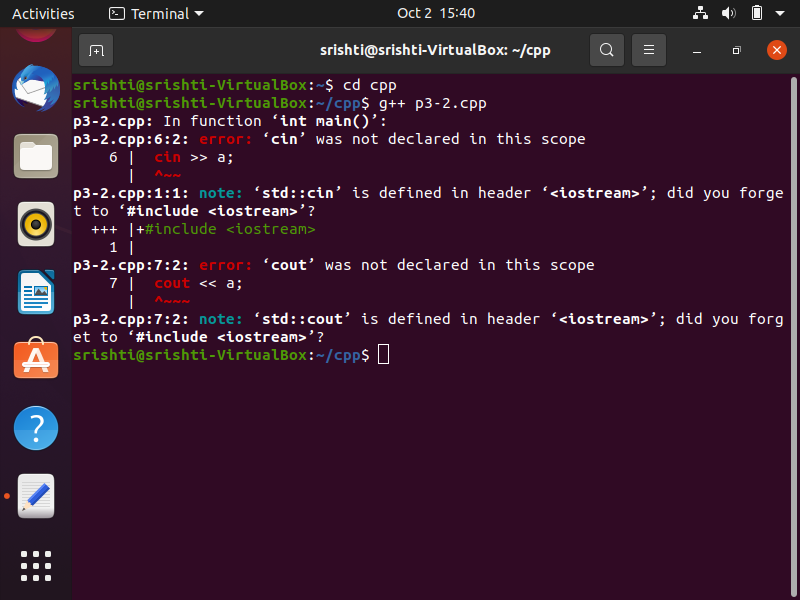 Activities
Terminal
Oct 2 15:40
srishti@srishti-VirtualBox: ~/cpp
srishti@srishti-VirtualBox:~$ cd cpp
srishti@srishti-VirtualBox:~/cpp$ g++ p3-2.cpp
p3-2.cpp: In function ‘int main()’:
p3-2.cpp:6:2: error: ‘cin’ was not declared in this scope
    6 |  cin >> a;
      |  ^~~
p3-2.cpp:1:1: note: ‘std::cin’ is defined in header ‘<iostream>’; did you forge
t to ‘#include <iostream>’?
  +++ |+#include <iostream>
    1 |
p3-2.cpp:7:2: error: ‘cout’ was not declared in this scope
    7 |  cout << a;
      |  ^~~~
p3-2.cpp:7:2: note: ‘std::cout’ is defined in header ‘<iostream>’; did you forg
et to ‘#include <iostream>’?
srishti@srishti-VirtualBox:~/cpp$